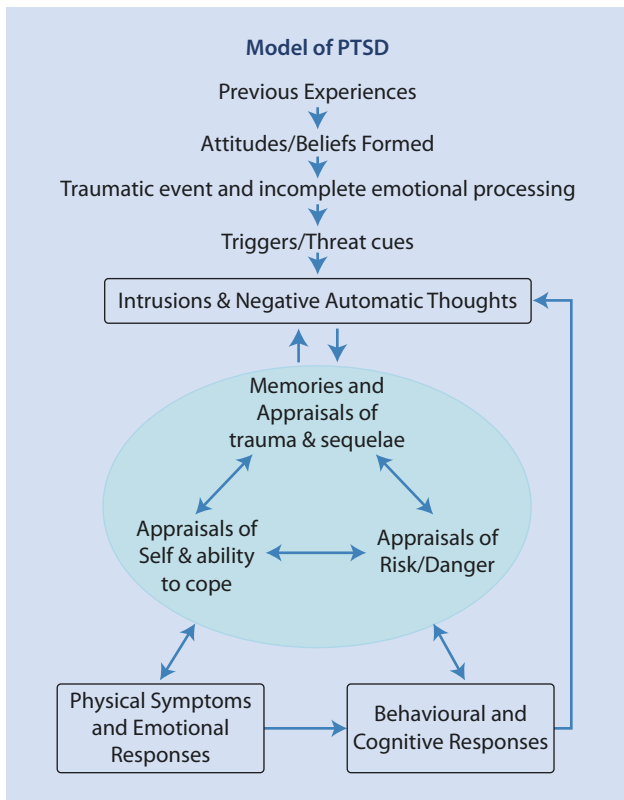 Model of PTSD
Previous Experiences
Attitudes/Beliefs Formed
Traumatic event and incomplete emotional processing
Triggers/Threat cues
Intrusions & Negative Automatic Thoughts
Memories and
Appraisals of
trauma & sequelae
Appraisals of
Self & ability
to cope
Appraisals of
Risk/Danger
Physical Symptoms
and Emotional
Responses
Behavioural and
Cognitive Responses